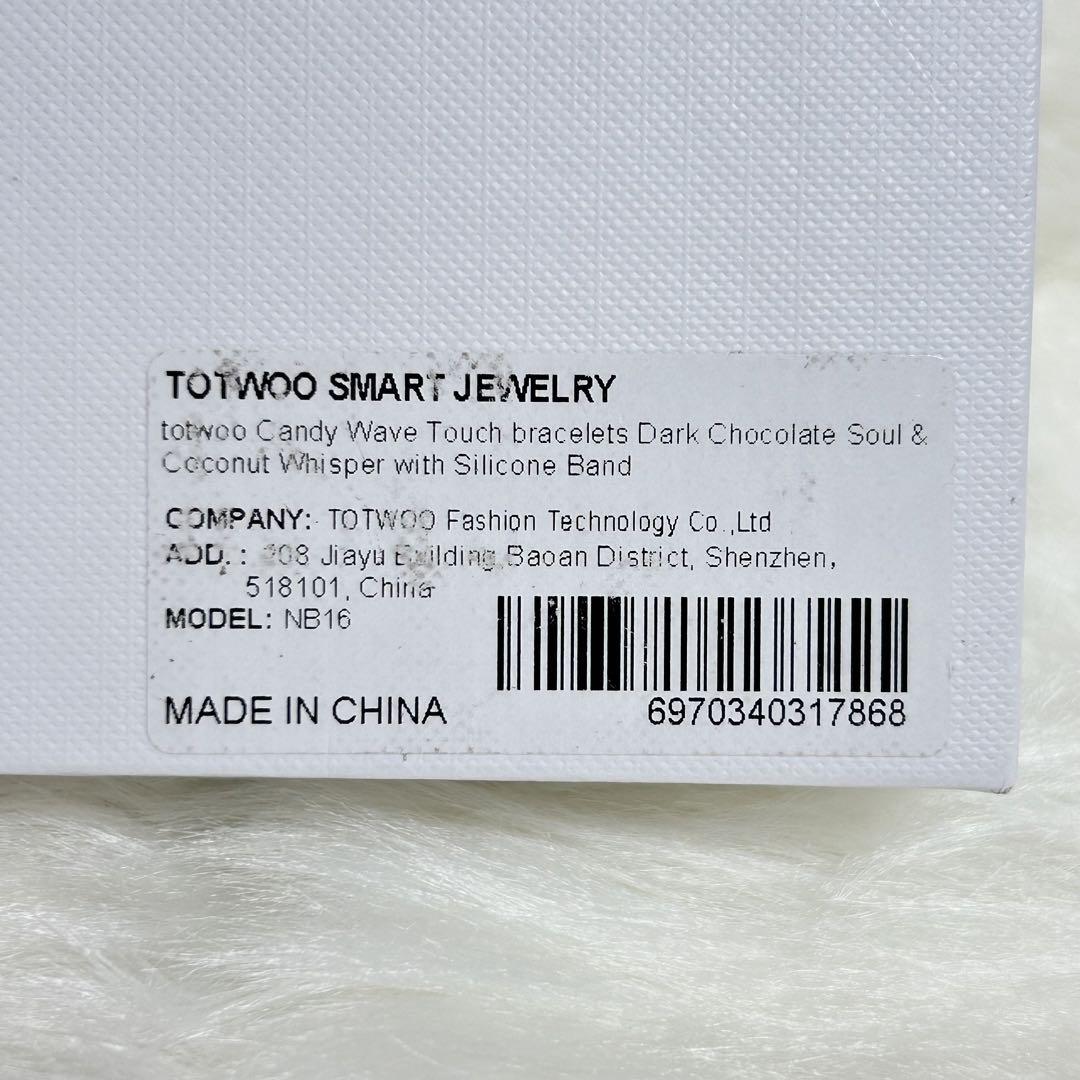 TOTWOO SMART JEWELRY
totwoo Candy Wave Touch bracelets Dark Chocolate Soul &
Coconut Whisper with Silicone Band
COMPANY: TOTWOO Fashion Technology Co.,Ltd
ADD. : Jiayu Building, Baoan District, Shenzhen,
518101, China
MODEL: NB16
MADE IN CHINA
6970340317868